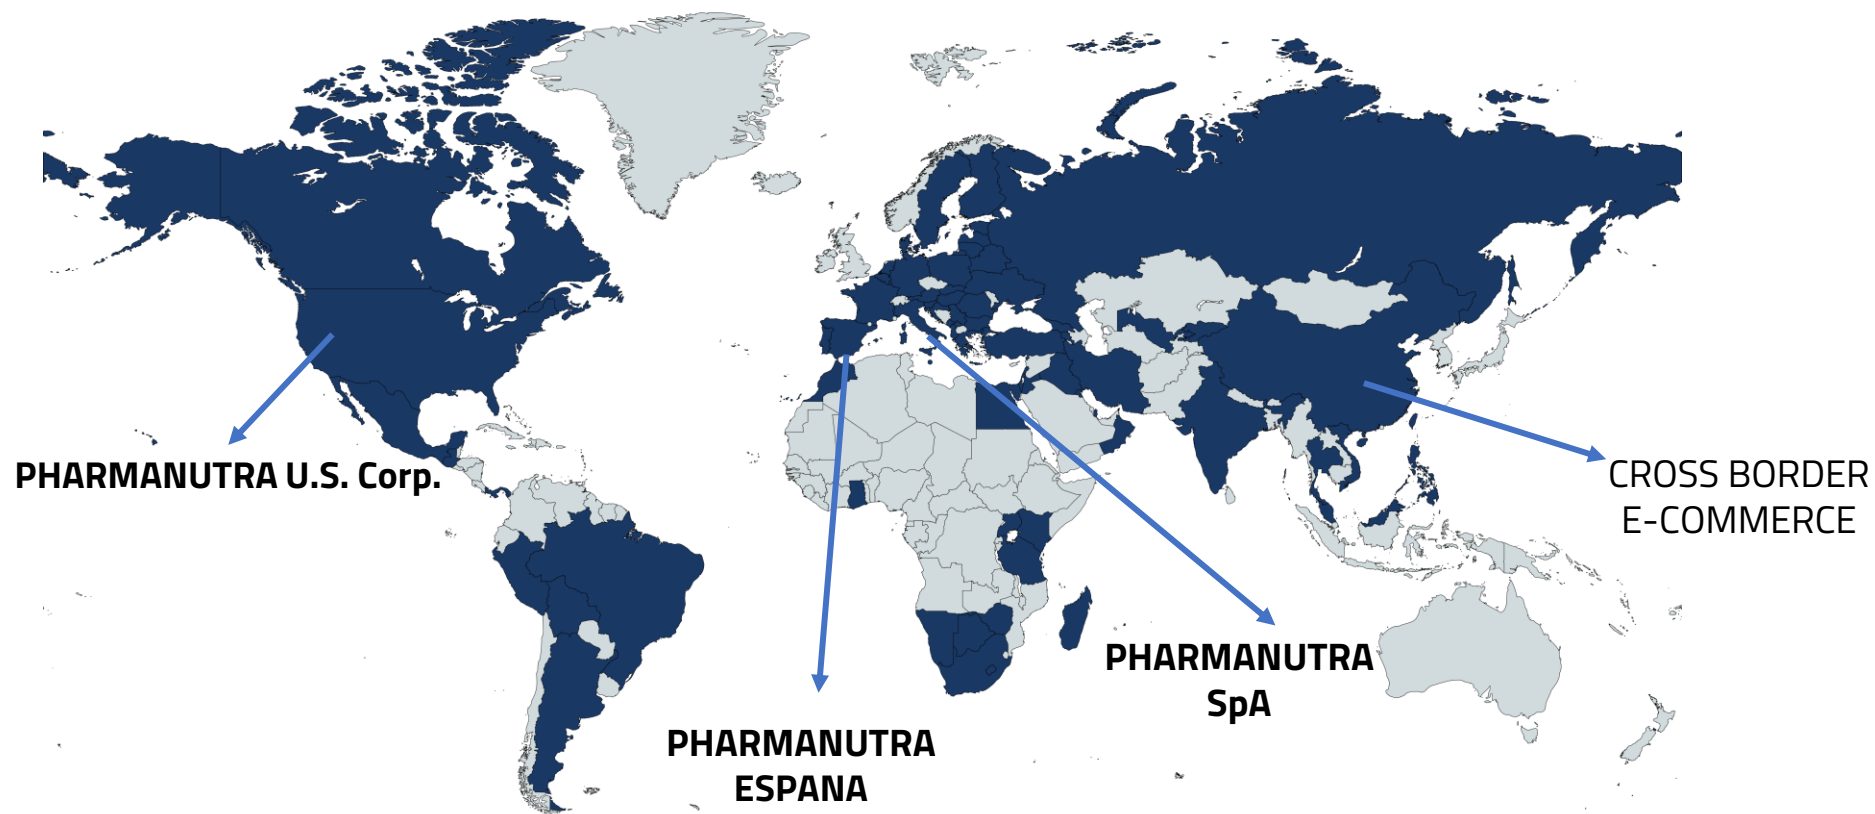 PHARMANUTRA U.S. Corp.
CROSS BORDER
E-COMMERCE
PHARMANUTRA
SpA
PHARMANUTRA
ESPANA